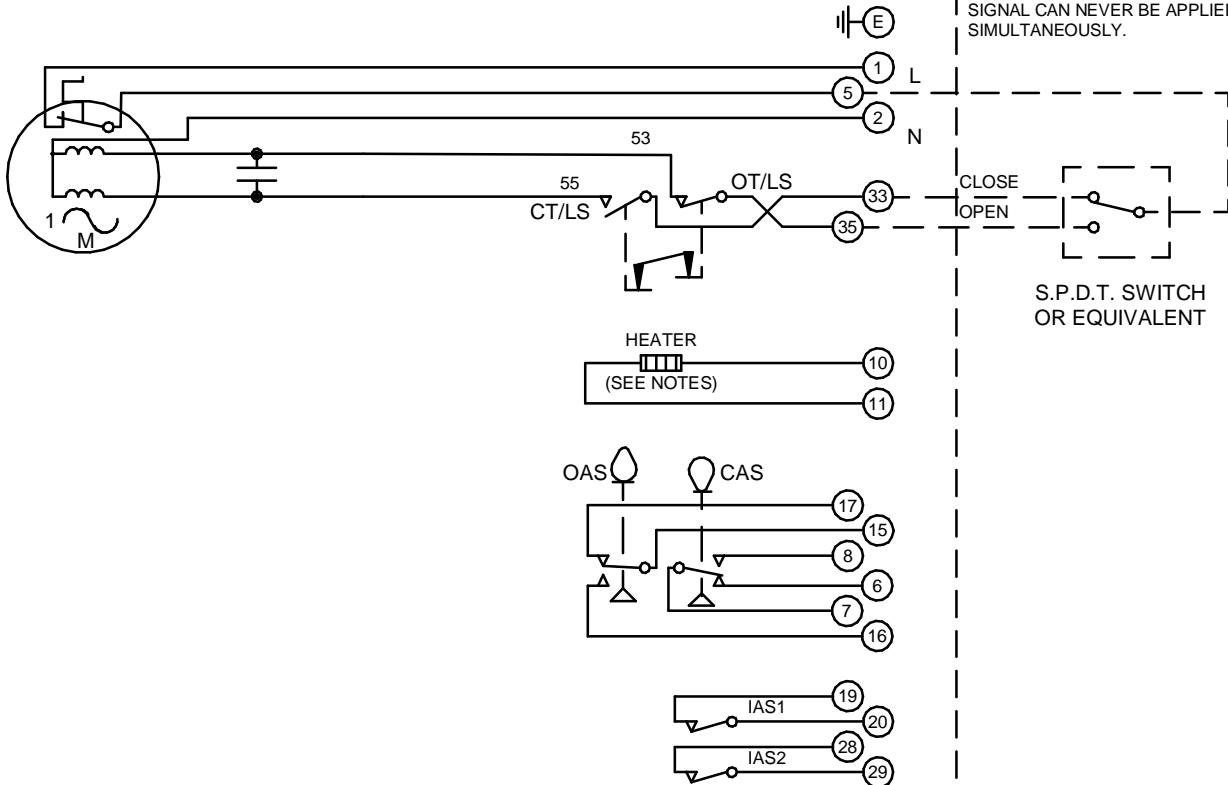 SIGNAL CAN NEVER BE APPLIED
SIMULTANEOUSLY.
E
1
L
5
2
N
53
55
CT/LS
OT/LS
33
CLOSE
35
OPEN
1
M
S.P.D.T. SWITCH
OR EQUIVALENT
HEATER
(SEE NOTES)
10
11
OAS
CAS
17
15
8
6
7
16
19
IAS1
20
28
IAS2
29